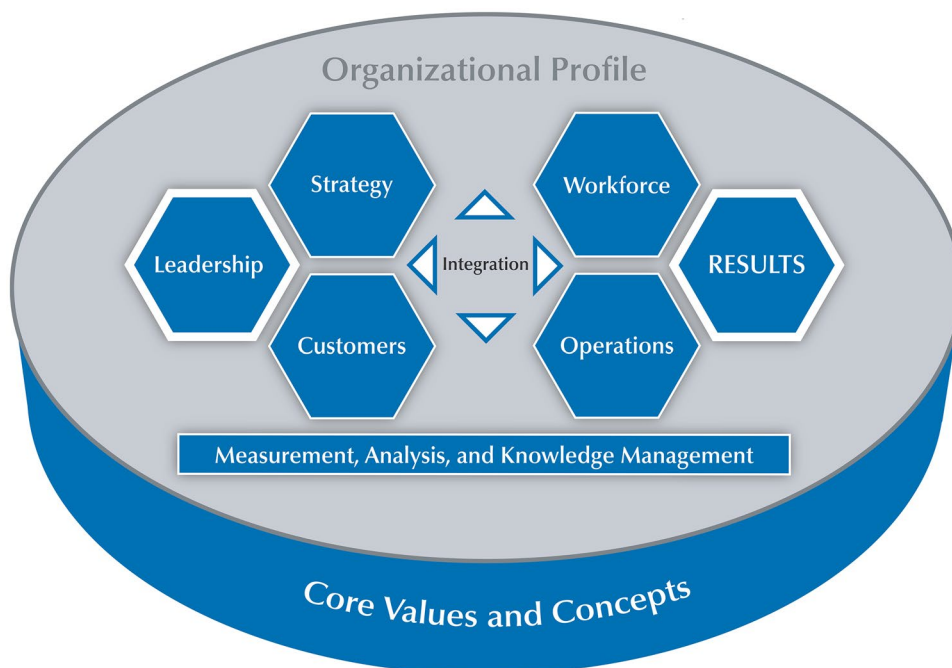 Organizational Profile
Strategy
Workforce
Leadership
Integration
RESULTS
Customers
Operations
Measurement, Analysis, and Knowledge Management
Core Values and Concepts